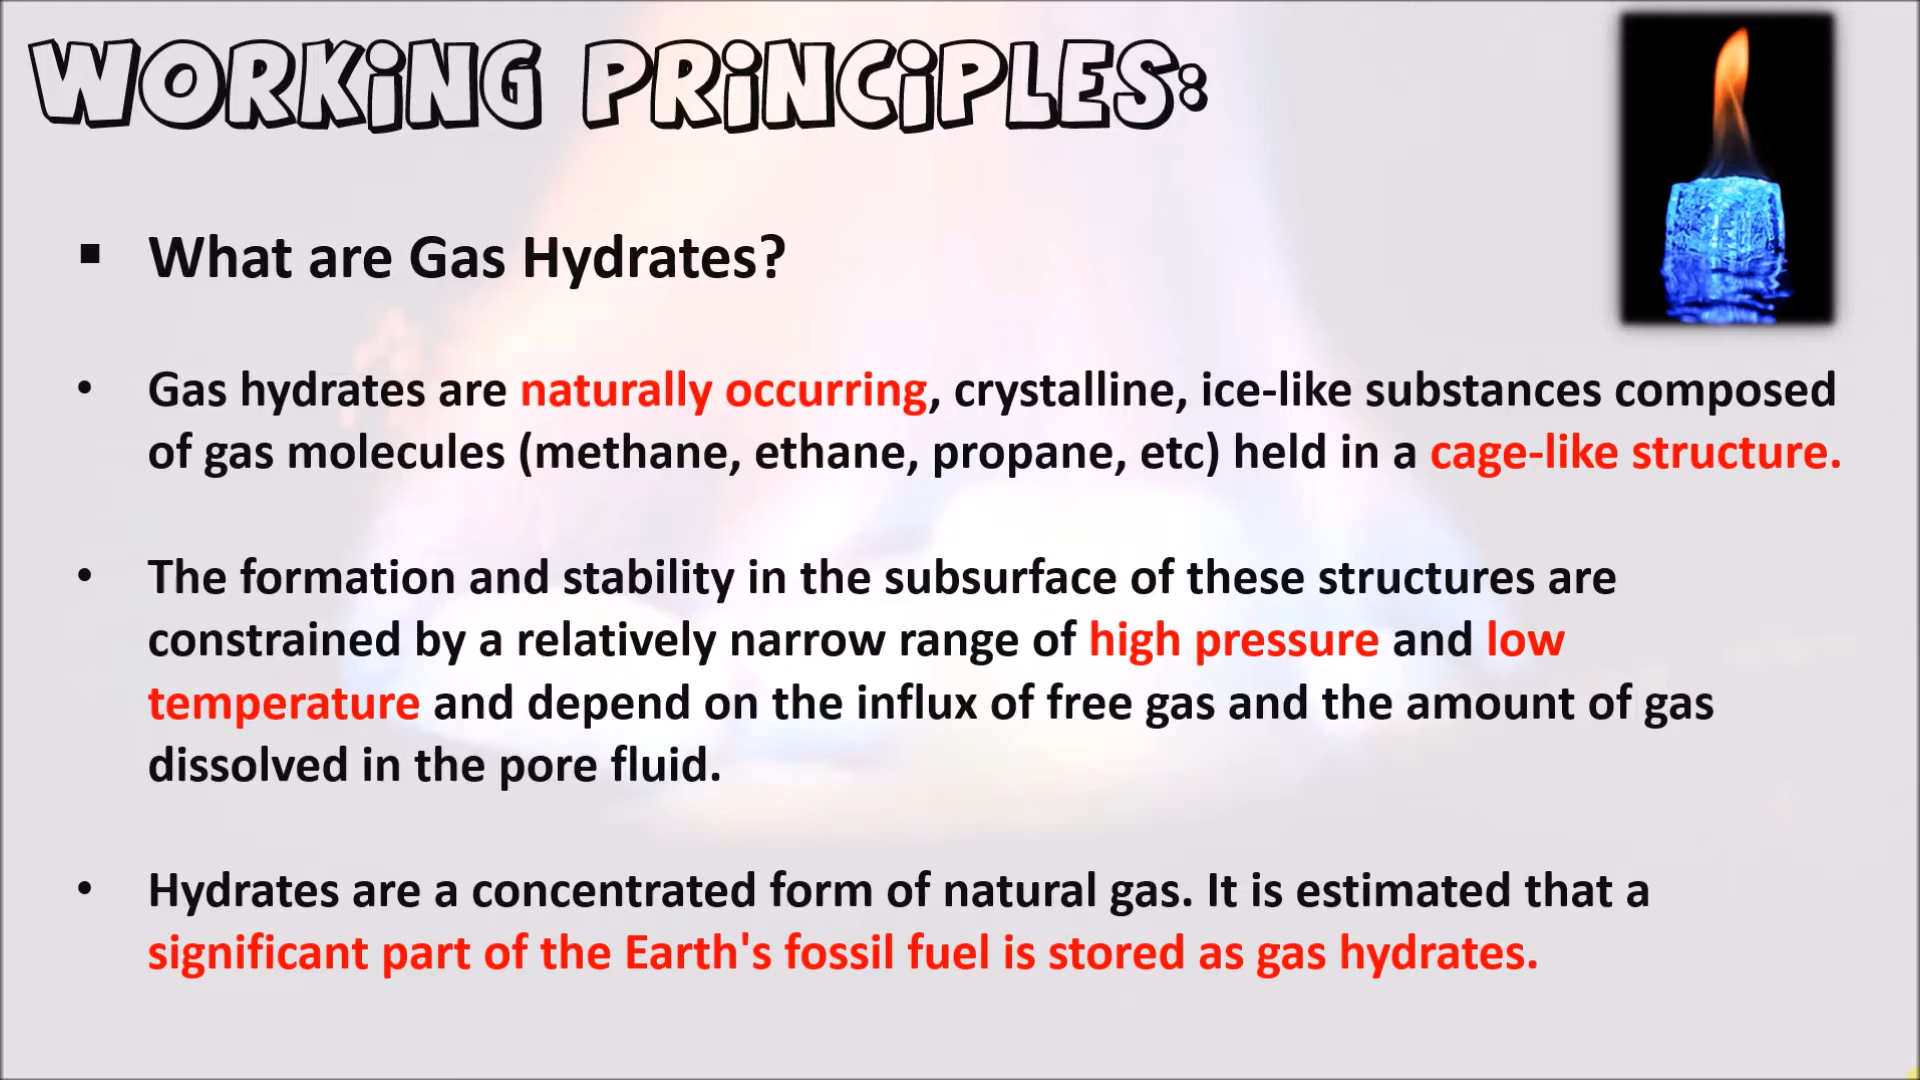 WORKiNG PRiNCiPLES:
▪ What are Gas Hydrates?
• Gas hydrates are naturally occurring, crystalline, ice-like substances composed
of gas molecules (methane, ethane, propane, etc) held in a cage-like structure.
• The formation and stability in the subsurface of these structures are
constrained by a relatively narrow range of high pressure and low
temperature and depend on the influx of free gas and the amount of gas
dissolved in the pore fluid.
• Hydrates are a concentrated form of natural gas. It is estimated that a
significant part of the Earth's fossil fuel is stored as gas hydrates.